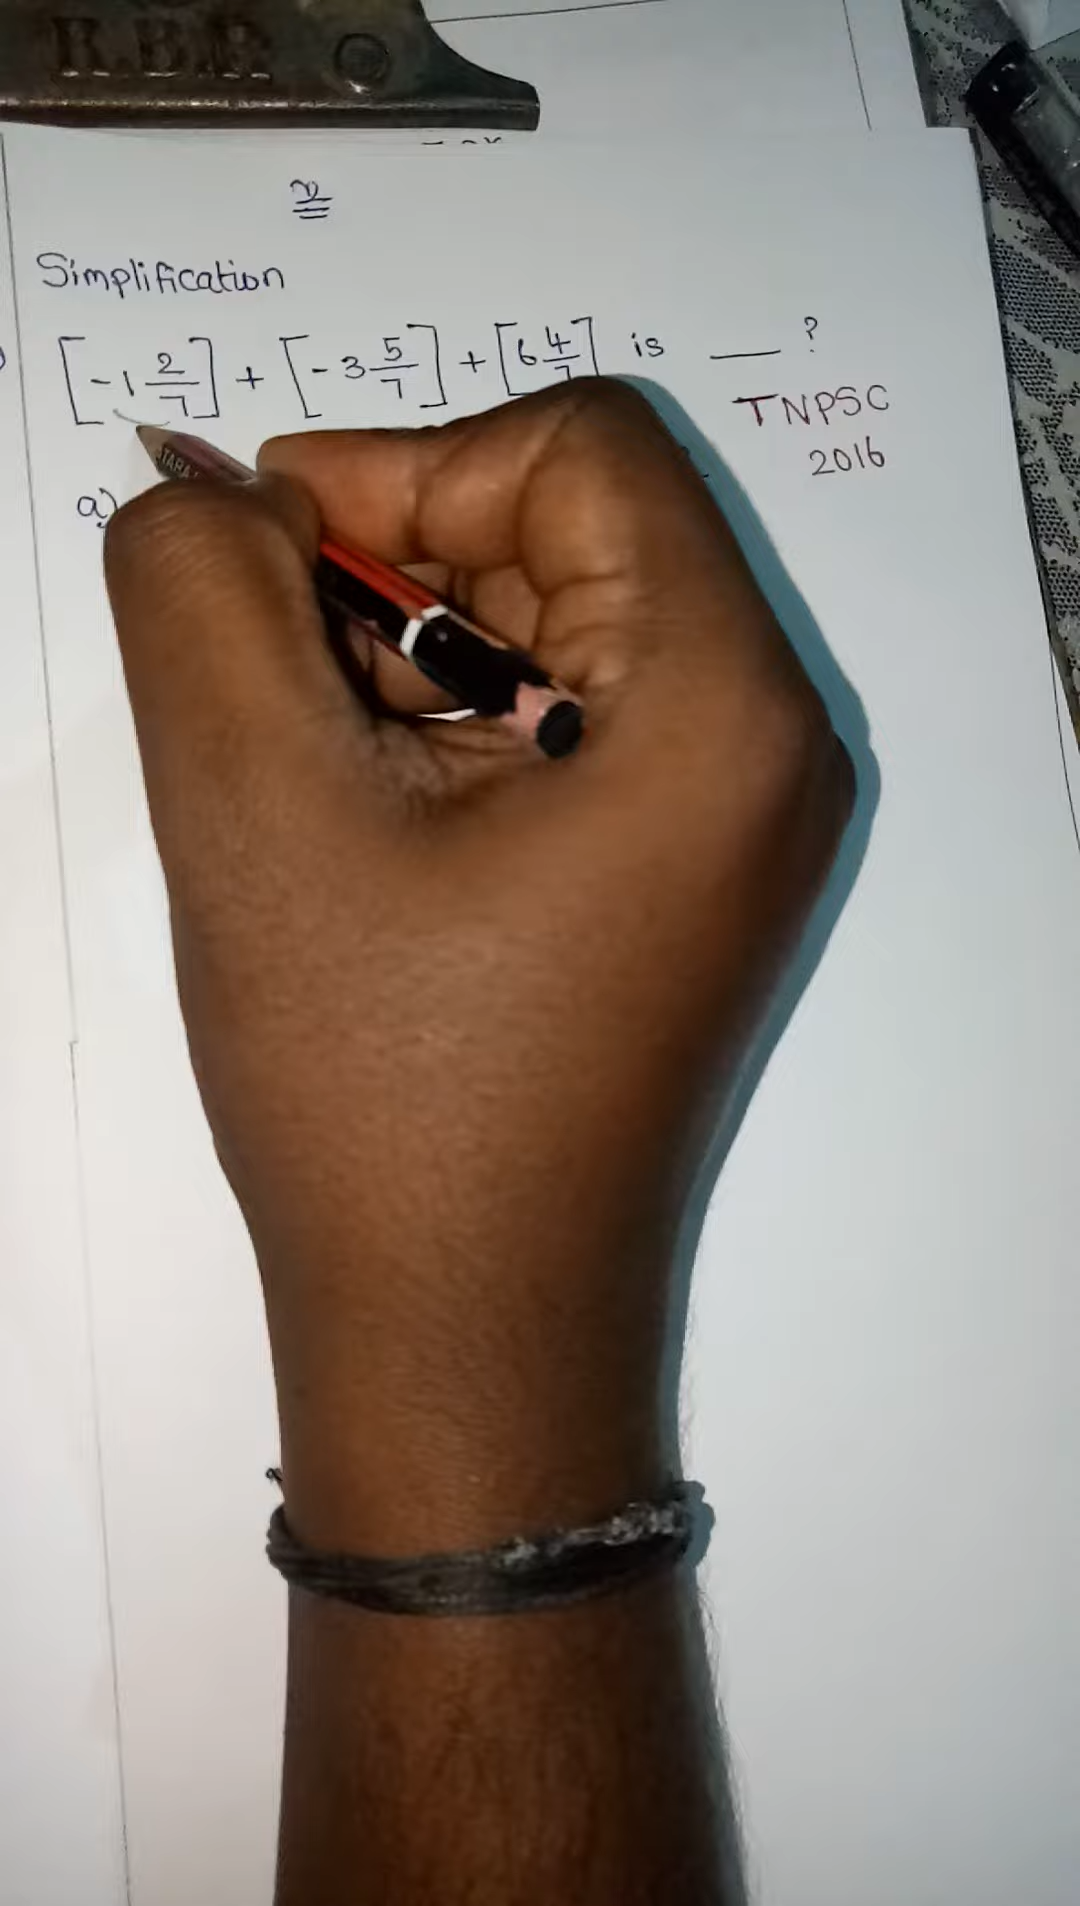 R.B.R
Simplification
[-1 2/7] + [-3 5/7] + [6 4/7] is ___ ?
TNPSC
2016
a)